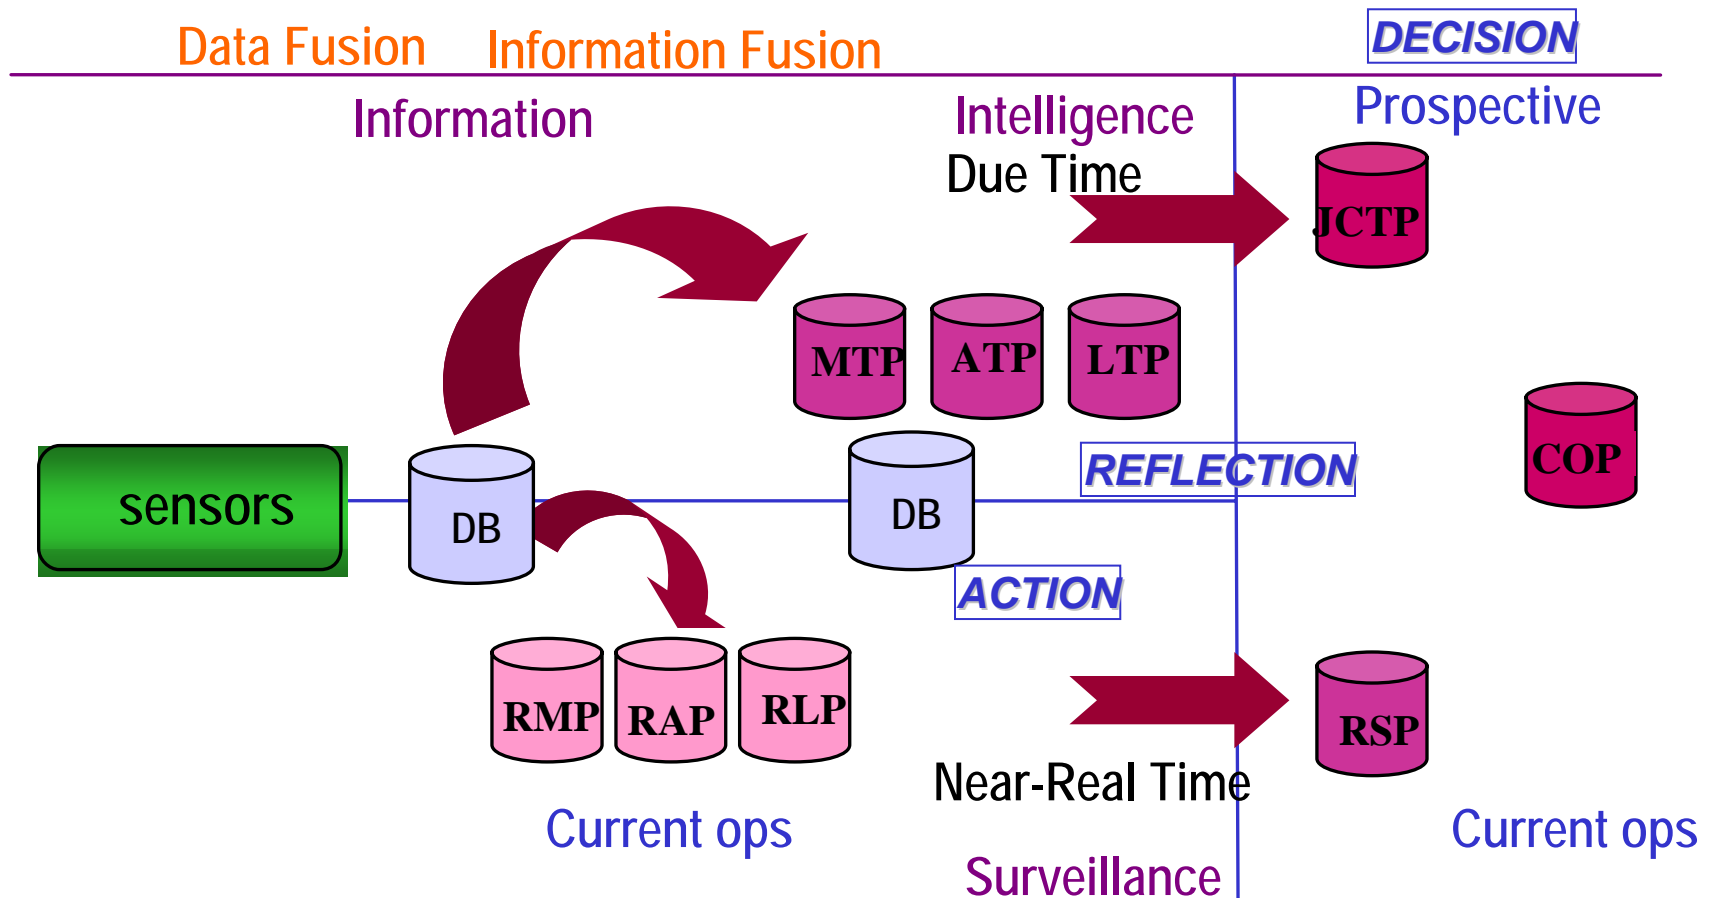 Data Fusion
Information Fusion
DECISION
Information
Intelligence
Prospective
Due Time
JCTP
MTP
ATP
LTP
REFLECTION
COP
sensors
DB
DB
ACTION
RMP
RAP
RLP
RSP
Near-Real Time
Current ops
Current ops
Surveillance